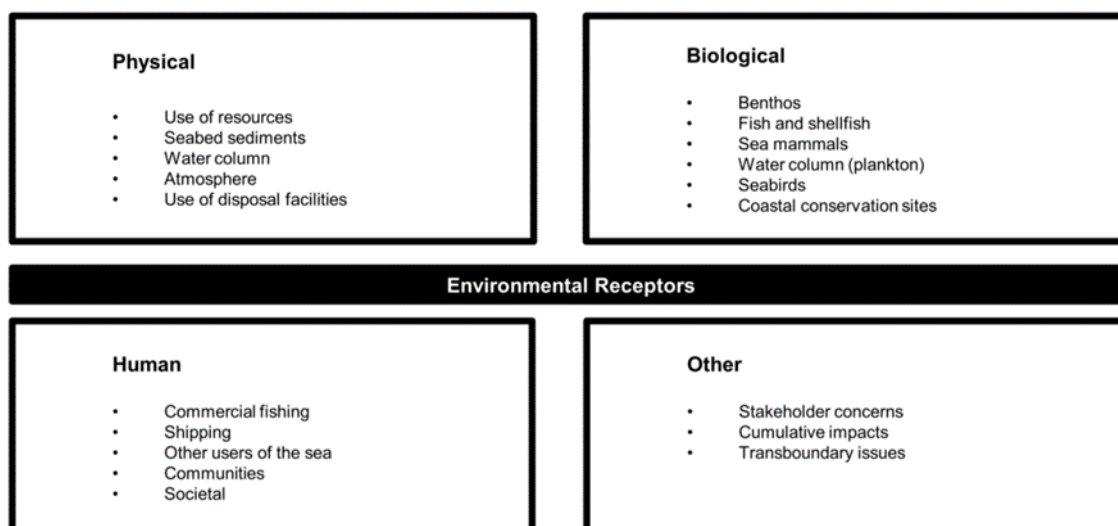 Physical
• Use of resources
• Seabed sediments
• Water column
• Atmosphere
• Use of disposal facilities
Biological
• Benthos
• Fish and shellfish
• Sea mammals
• Water column (plankton)
• Seabirds
• Coastal conservation sites
Environmental Receptors
Human
• Commercial fishing
• Shipping
• Other users of the sea
• Communities
• Societal
Other
• Stakeholder concerns
• Cumulative impacts
• Transboundary issues